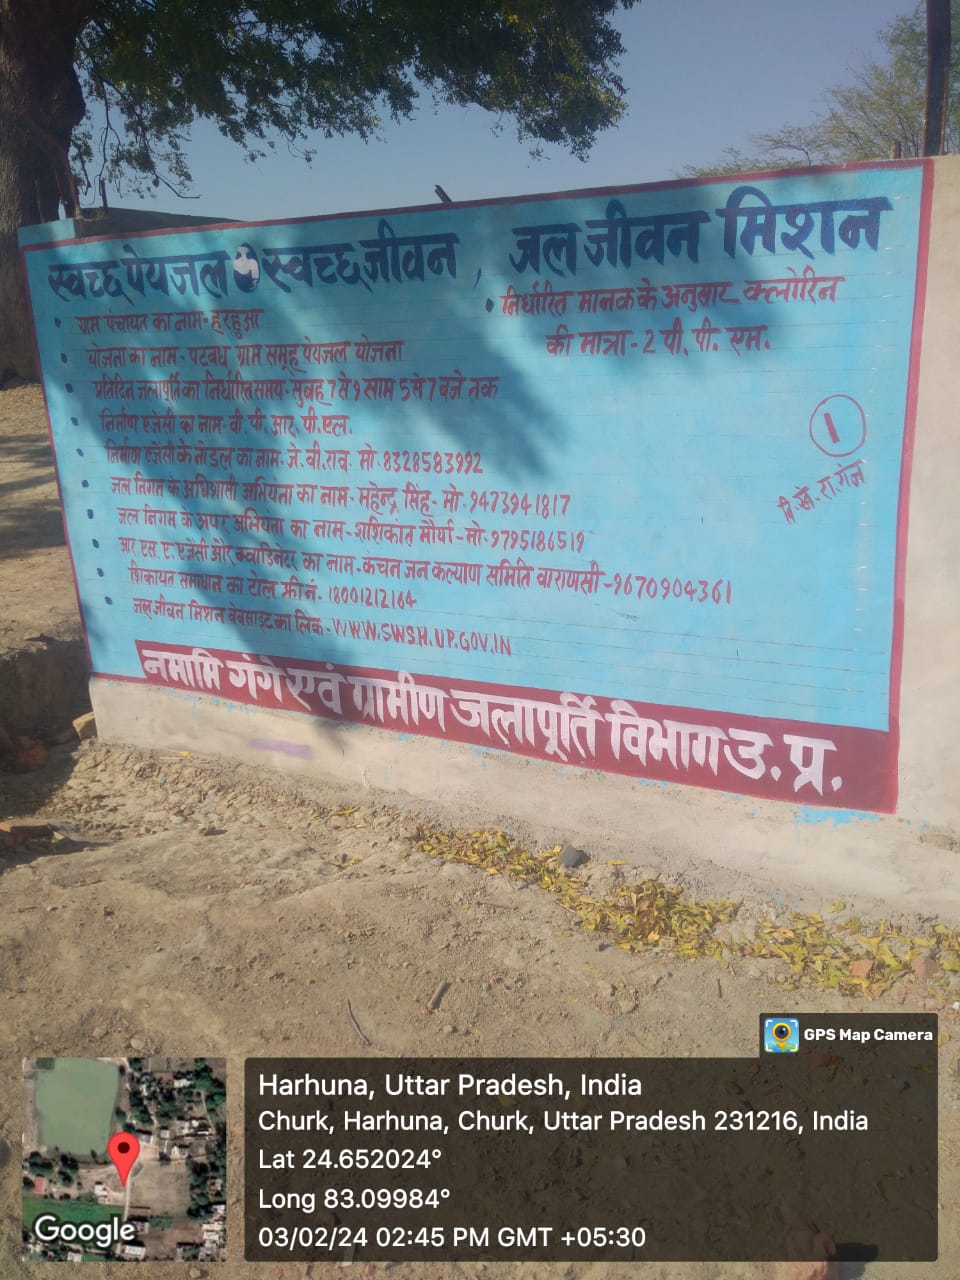 स्वच्छ पेयजल स्वच्छ जीवन, जल जीवन मिशन
• ग्राम पंचायत का नाम - हरहुआ
• योजना का नाम - पटवध ग्राम समूह पेयजल योजना
• प्रतिदिन जलापूर्ति का निर्धारित समय - सुबह 7 से 9 साम 5 से 7 बजे तक
• निर्माण एजेंसी का नाम - वी. पी. आर. पी. एल.
• निर्माण एजेंसी के नोडल का नाम - जे. वी. राव. मो. 8328583992
• जल निगम के अधिशासी अभियंता का नाम - महेन्द्र सिंह - मो. 9473941817
• जल निगम के अपर अभियंता का नाम - शशिकांत मौर्या - मो. 9795186519
• आर. एस. ए. एजेंसी और क्वाडिनेटर का नाम - कंचन जन कल्याण समिति वाराणसी - 9670904361
• शिकायत समाधान का टोल फ्री नं. 18001212164
• जल जीवन मिशन वेबसाइट का लिंक - WWW.SWSH.UP.GOV.IN
• निर्धारित मानक के अनुसार क्लोरिन
की मात्रा - 2 पी. पी. एम.
1
वि. खं. रा. गंज
नमामि गंगे एवं ग्रामीण जलापूर्ति विभाग उ. प्र.
GPS Map Camera
Harhuna, Uttar Pradesh, India
Churk, Harhuna, Churk, Uttar Pradesh 231216, India
Lat 24.652024°
Long 83.09984°
03/02/24 02:45 PM GMT +05:30
Google